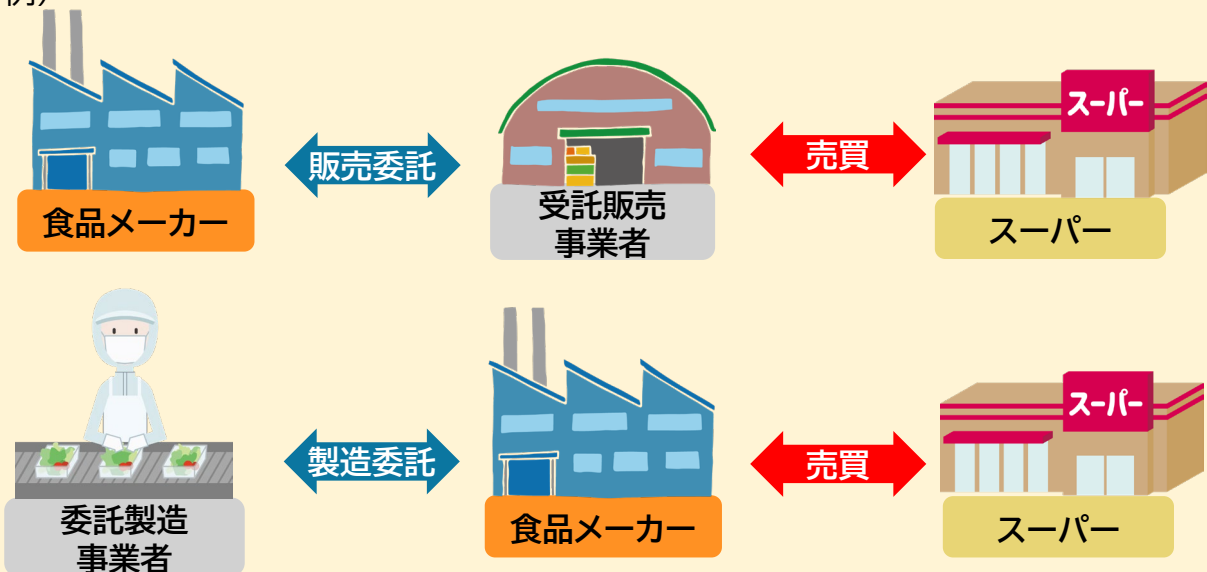 例）
スーパー
販売委託
売買
食品メーカー
受託販売
事業者
スーパー
スーパー
製造委託
売買
委託製造
事業者
食品メーカー
スーパー